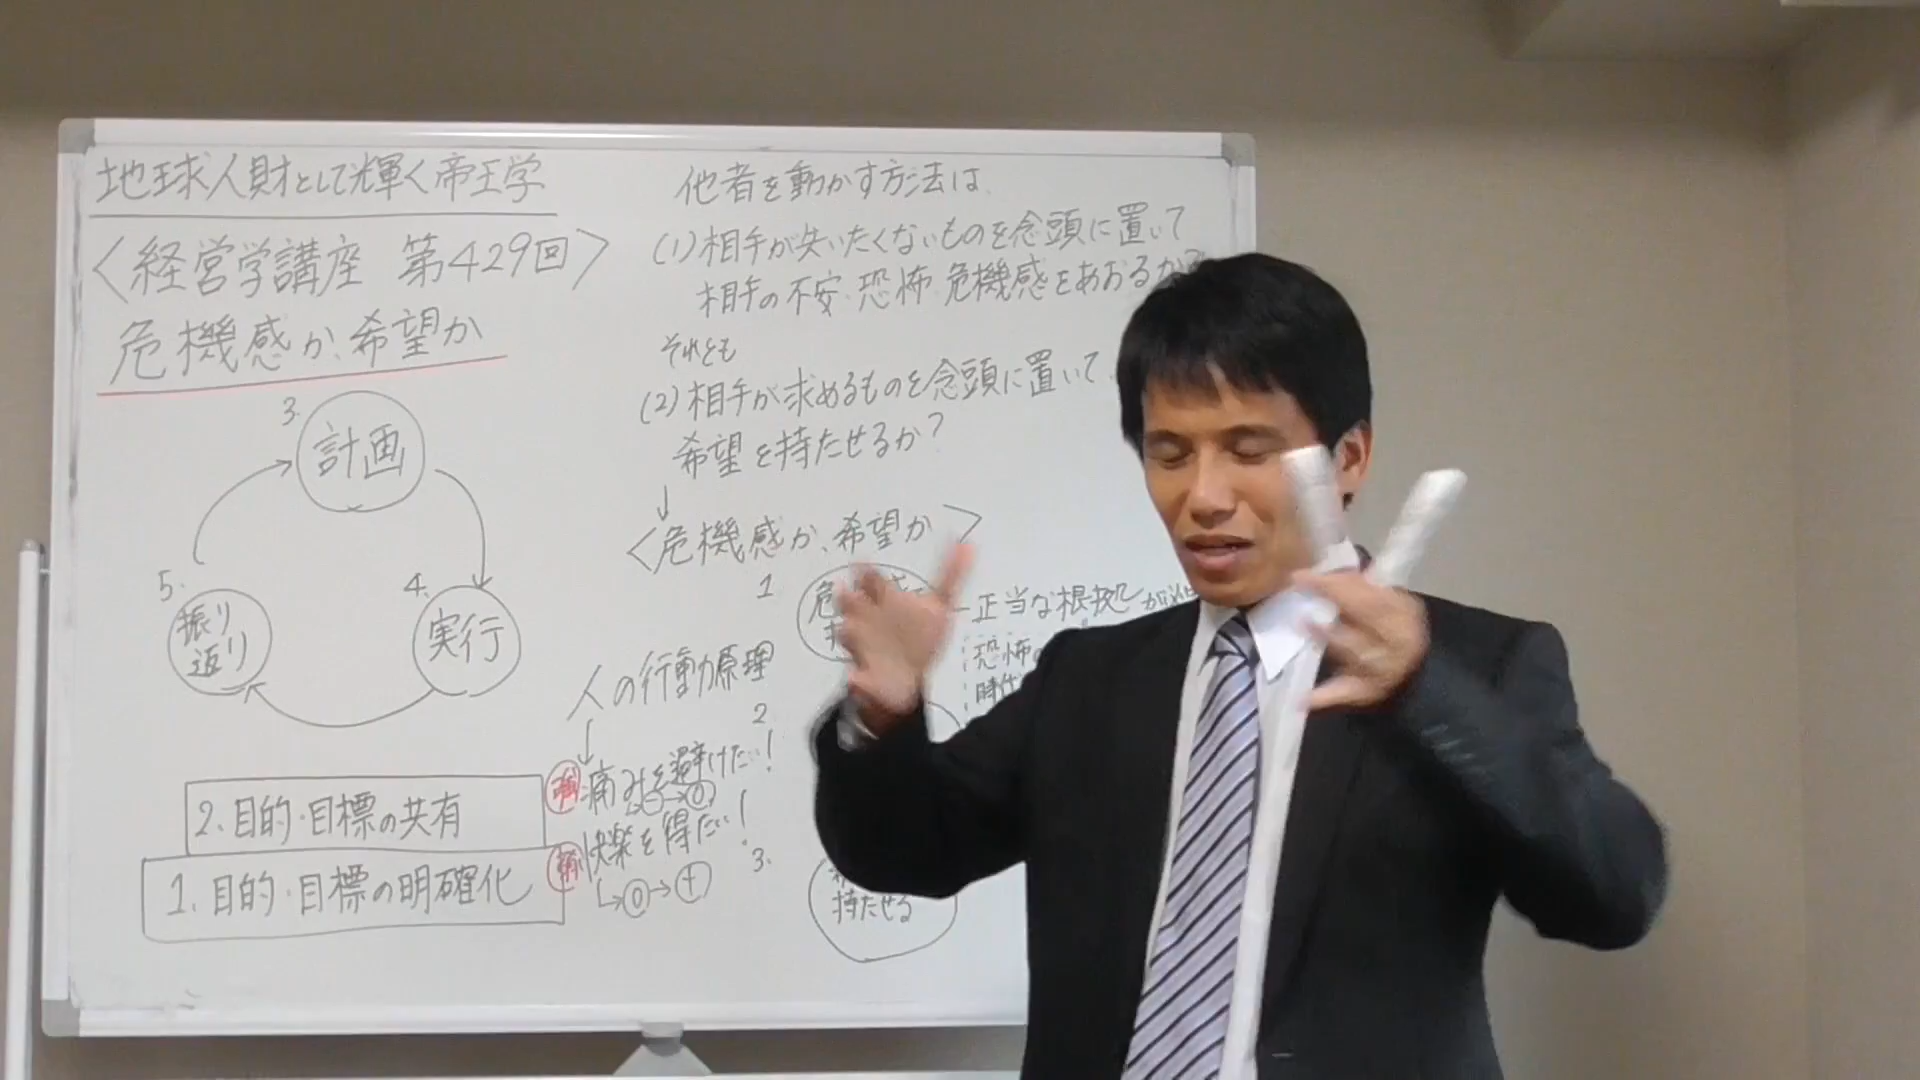 地球人財として輝く帝王学
〈経営学講座 第429回〉
危機感か、希望か
3.
計画
4.
実行
5.
振り
返り
2.目的・目標の共有
1.目的・目標の明確化
他者を動かす方法は、
(1)相手が失いたくないものを念頭に置いて
相手の不安・恐怖・危機感をあおるか?
それとも
(2)相手が求めるものを念頭に置いて、
希望を持たせるか?
↓
〈危機感か、希望か〉
人の行動原理
↓
痛みを避けたい!
快楽を得たい!
0→+
1
危
正当な根拠が
恐怖
時代
2
3.
持たせる